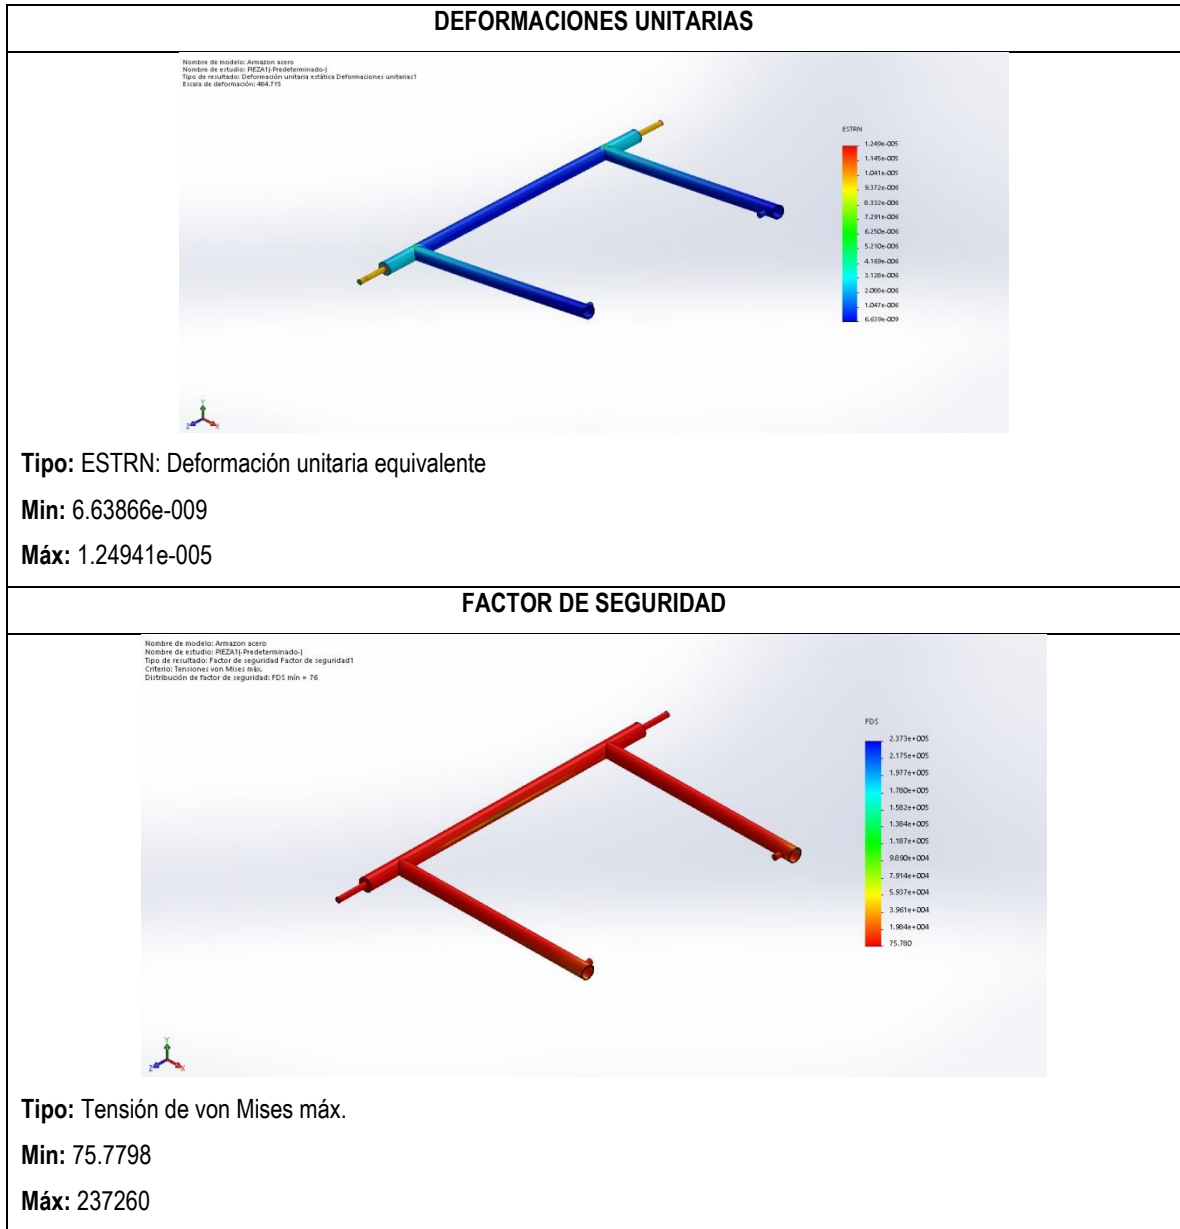 DEFORMACIONES UNITARIAS
Nombre de modelo: Armazon acero
Nombre de estudio: PIEZA1(-Predeterminado-)
Tipo de resultado: Deformación unitaria estática Deformaciones unitarias1
Escala de deformación: 484.715
ESTRN
1.249e-005
1.145e-005
1.041e-005
9.372e-006
8.332e-006
7.291e-006
6.250e-006
5.210e-006
4.169e-006
3.128e-006
2.088e-006
1.047e-006
6.639e-009
Y
Z
X
Tipo: ESTRN: Deformación unitaria equivalente
Min: 6.63866e-009
Máx: 1.24941e-005
FACTOR DE SEGURIDAD
Nombre de modelo: Armazon acero
Nombre de estudio: PIEZA1(-Predeterminado-)
Tipo de resultado: Factor de seguridad Factor de seguridad1
Criterio: Tensiones von Mises máx.
Distribución de factor de seguridad: FDS mín = 76
FDS
2.373e+005
2.175e+005
1.977e+005
1.780e+005
1.582e+005
1.384e+005
1.187e+005
9.890e+004
7.914e+004
5.937e+004
3.961e+004
1.984e+004
75.780
Y
Z
X
Tipo: Tensión de von Mises máx.
Min: 75.7798
Máx: 237260